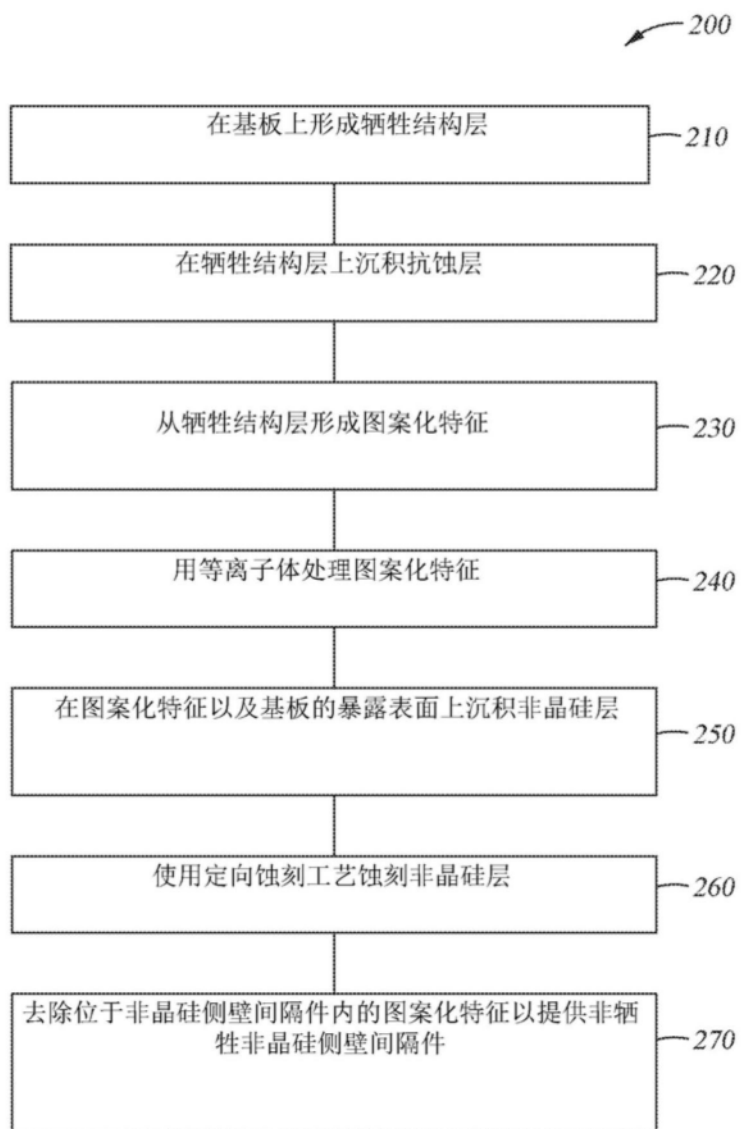 200
在基板上形成牺牲结构层
210
在牺牲结构层上沉积抗蚀层
220
从牺牲结构层形成图案化特征
230
用等离子体处理图案化特征
240
在图案化特征以及基板的暴露表面上沉积非晶硅层
250
使用定向蚀刻工艺蚀刻非晶硅层
260
去除位于非晶硅侧壁间隔件内的图案化特征以提供非牺
牲非晶硅侧壁间隔件
270